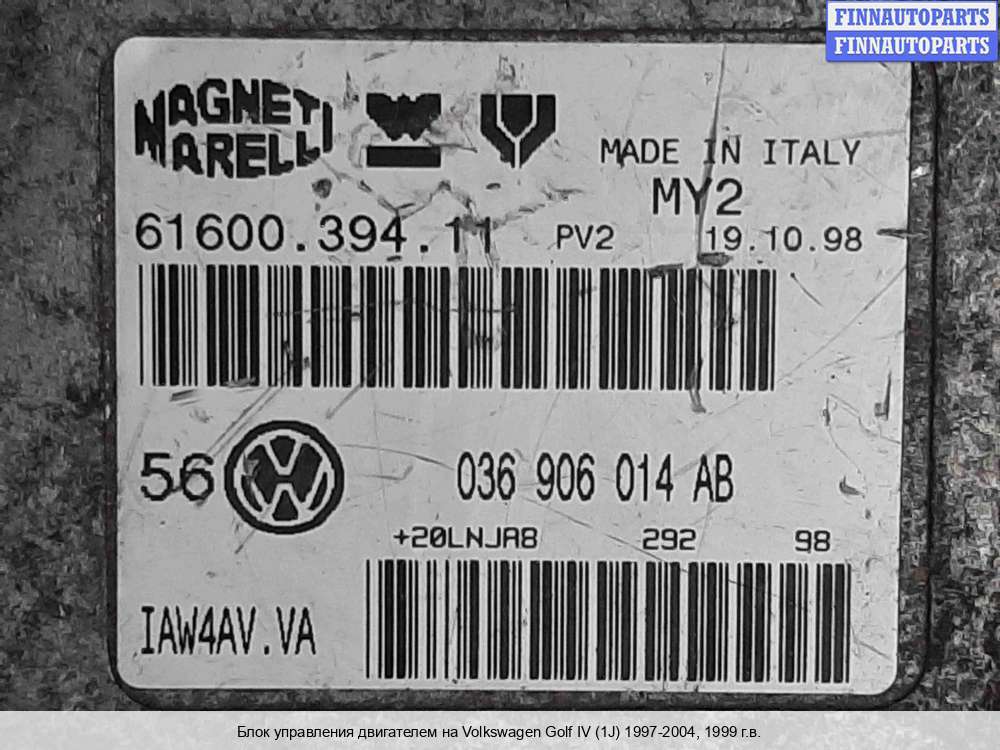 FINNAUTOPARTS
FINNAUTOPARTS
MAGNETI
MARELLI
MADE IN ITALY
MY2
61600.394.11 PV2 19.10.98
56 036 906 014 AB
+20LNJA8 292 98
IAW4AV.VA
Блок управления двигателем на Volkswagen Golf IV (1J) 1997-2004, 1999 г.в.